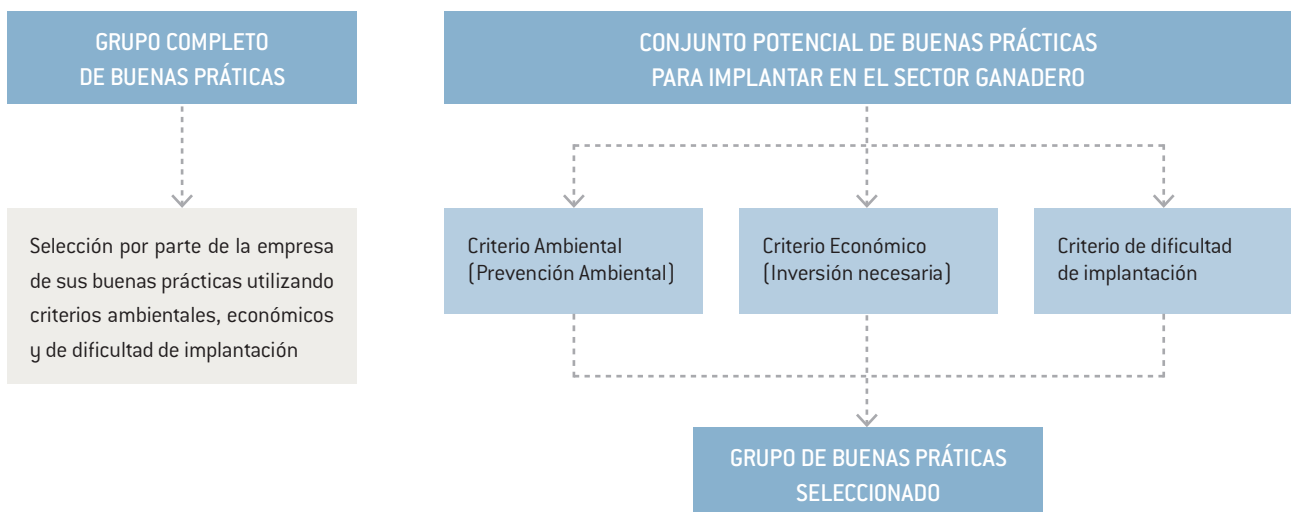 GRUPO COMPLETO
DE BUENAS PRÁTICAS
Selección por parte de la empresa
de sus buenas prácticas utilizando
criterios ambientales, económicos
y de dificultad de implantación
CONJUNTO POTENCIAL DE BUENAS PRÁCTICAS
PARA IMPLANTAR EN EL SECTOR GANADERO
Criterio Ambiental
(Prevención Ambiental)
Criterio Económico
(Inversión necesaria)
Criterio de dificultad
de implantación
GRUPO DE BUENAS PRÁTICAS
SELECCIONADO